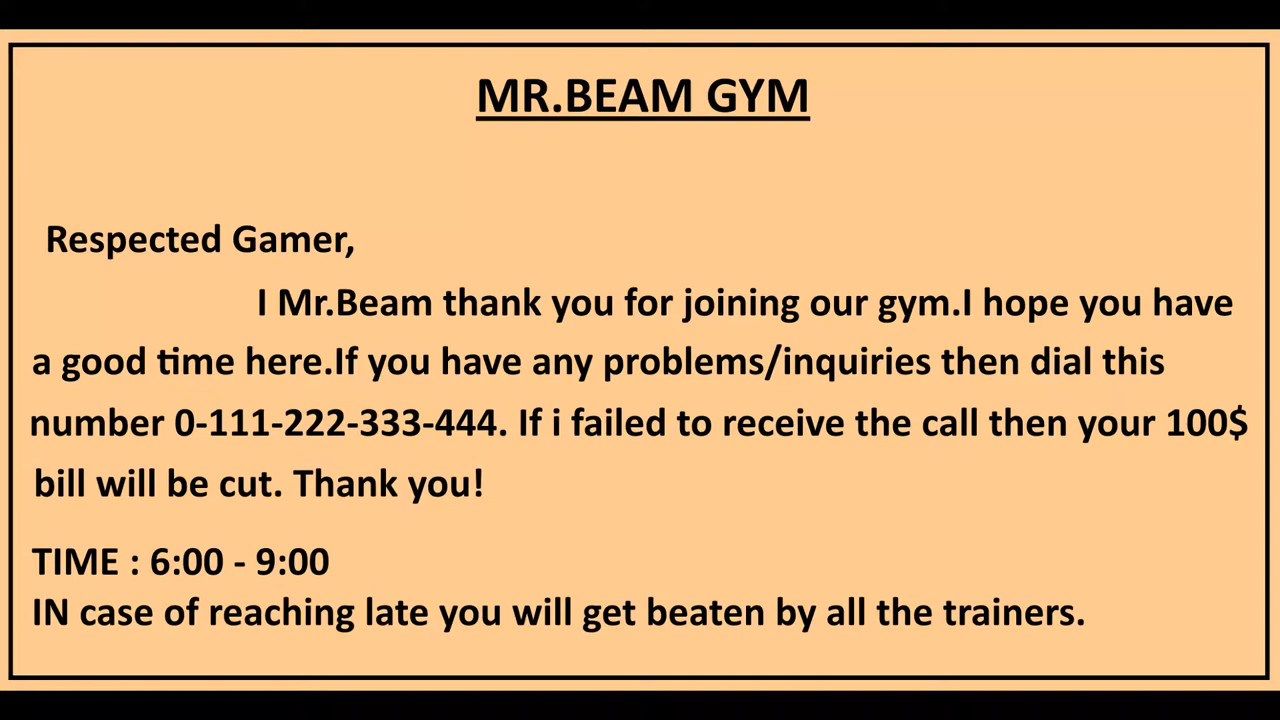 MR.BEAM GYM
Respected Gamer,
I Mr.Beam thank you for joining our gym.I hope you have
a good time here.If you have any problems/inquiries then dial this
number 0-111-222-333-444. If i failed to receive the call then your 100$
bill will be cut. Thank you!
TIME : 6:00 - 9:00
IN case of reaching late you will get beaten by all the trainers.